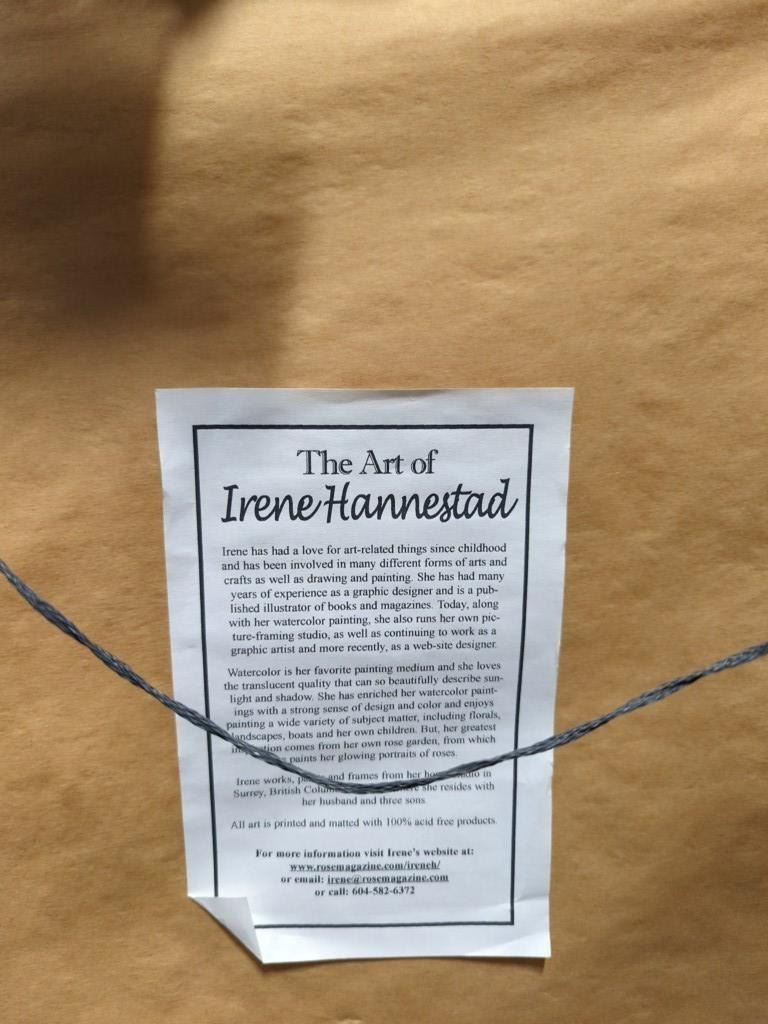 The Art of
Irene Hannestad
Irene has had a love for art-related things since childhood
and has been involved in many different forms of arts and
crafts as well as drawing and painting. She has had many
years of experience as a graphic designer and is a pub-
lished illustrator of books and magazines. Today, along
with her watercolor painting, she also runs her own pic-
ture-framing studio, as well as continuing to work as a
graphic artist and more recently, as a web-site designer.
Watercolor is her favorite painting medium and she loves
the translucent quality that can so beautifully describe sun-
light and shadow. She has enriched her watercolor paint-
ings with a strong sense of design and color and enjoys
painting a wide variety of subject matter, including florals,
landscapes, boats and her own children. But, her greatest
comes from her own rose garden, from which
paints her glowing portraits of roses.
Irene works, and frames from her in
Surrey, British she resides with
her husband and three sons.
All art is printed and matted with 100% acid free products.
For more information visit Irene's website at:
www.rosemagazine.com/ireneh/
or email: irene@rosemagazine.com
or call: 604-582-6372